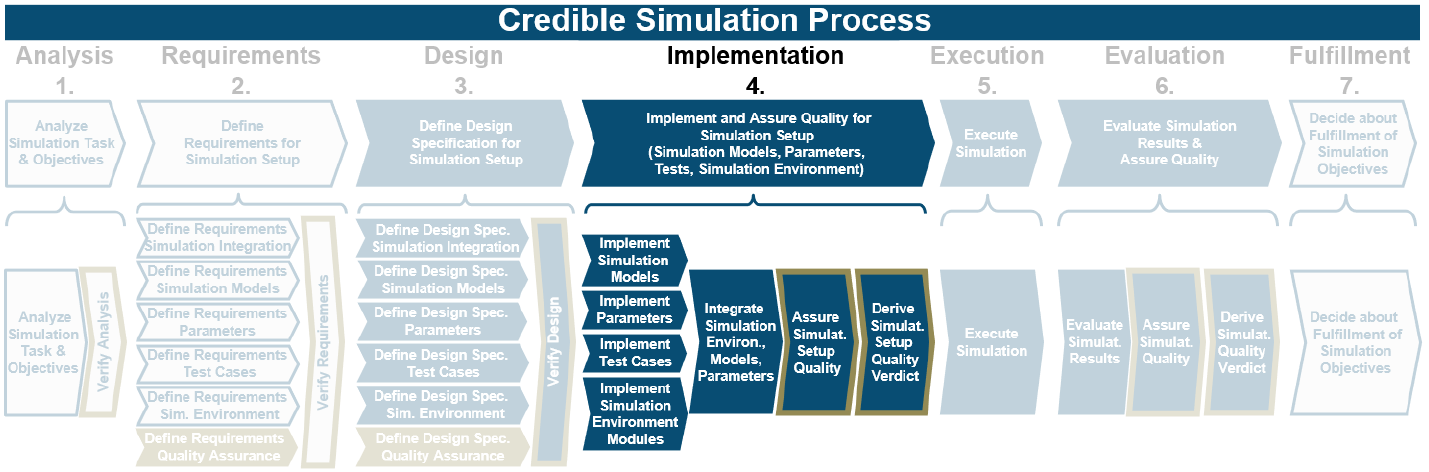 Credible Simulation Process
Analysis
1.
Requirements
2.
Design
3.
Implementation
4.
Execution
5.
Evaluation
6.
Fulfillment
7.
Analyze
Simulation Task
& Objectives
Define
Requirements for
Simulation Setup
Define Design
Specification for
Simulation Setup
Implement and Assure Quality for
Simulation Setup
(Simulation Models, Parameters,
Tests, Simulation Environment)
Execute
Simulation
Evaluate Simulation
Results &
Assure Quality
Decide about
Fulfillment of
Simulation
Objectives
Analyze
Simulation
Task &
Objectives
Verify Analysis
Define Requirements
Simulation Integration
Define Requirements
Simulation Models
Define Requirements
Parameters
Define Requirements
Test Cases
Define Requirements
Sim. Environment
Define Requirements
Quality Assurance
Verify Requirements
Define Design Spec.
Simulation Integration
Define Design Spec.
Simulation Models
Define Design Spec.
Parameters
Define Design Spec.
Test Cases
Define Design Spec.
Sim. Environment
Define Design Spec.
Quality Assurance
Verify Design
Implement
Simulation
Models
Implement
Parameters
Implement
Test Cases
Implement
Simulation
Environment
Modules
Integrate
Simulation
Environ.,
Models,
Parameters
Assure
Simulat.
Setup
Quality
Derive
Simulat.
Setup
Quality
Verdict
Execute
Simulation
Evaluate
Simulat.
Results
Assure
Simulat.
Quality
Derive
Simulat.
Quality
Verdict
Decide about
Fulfillment of
Simulation
Objectives